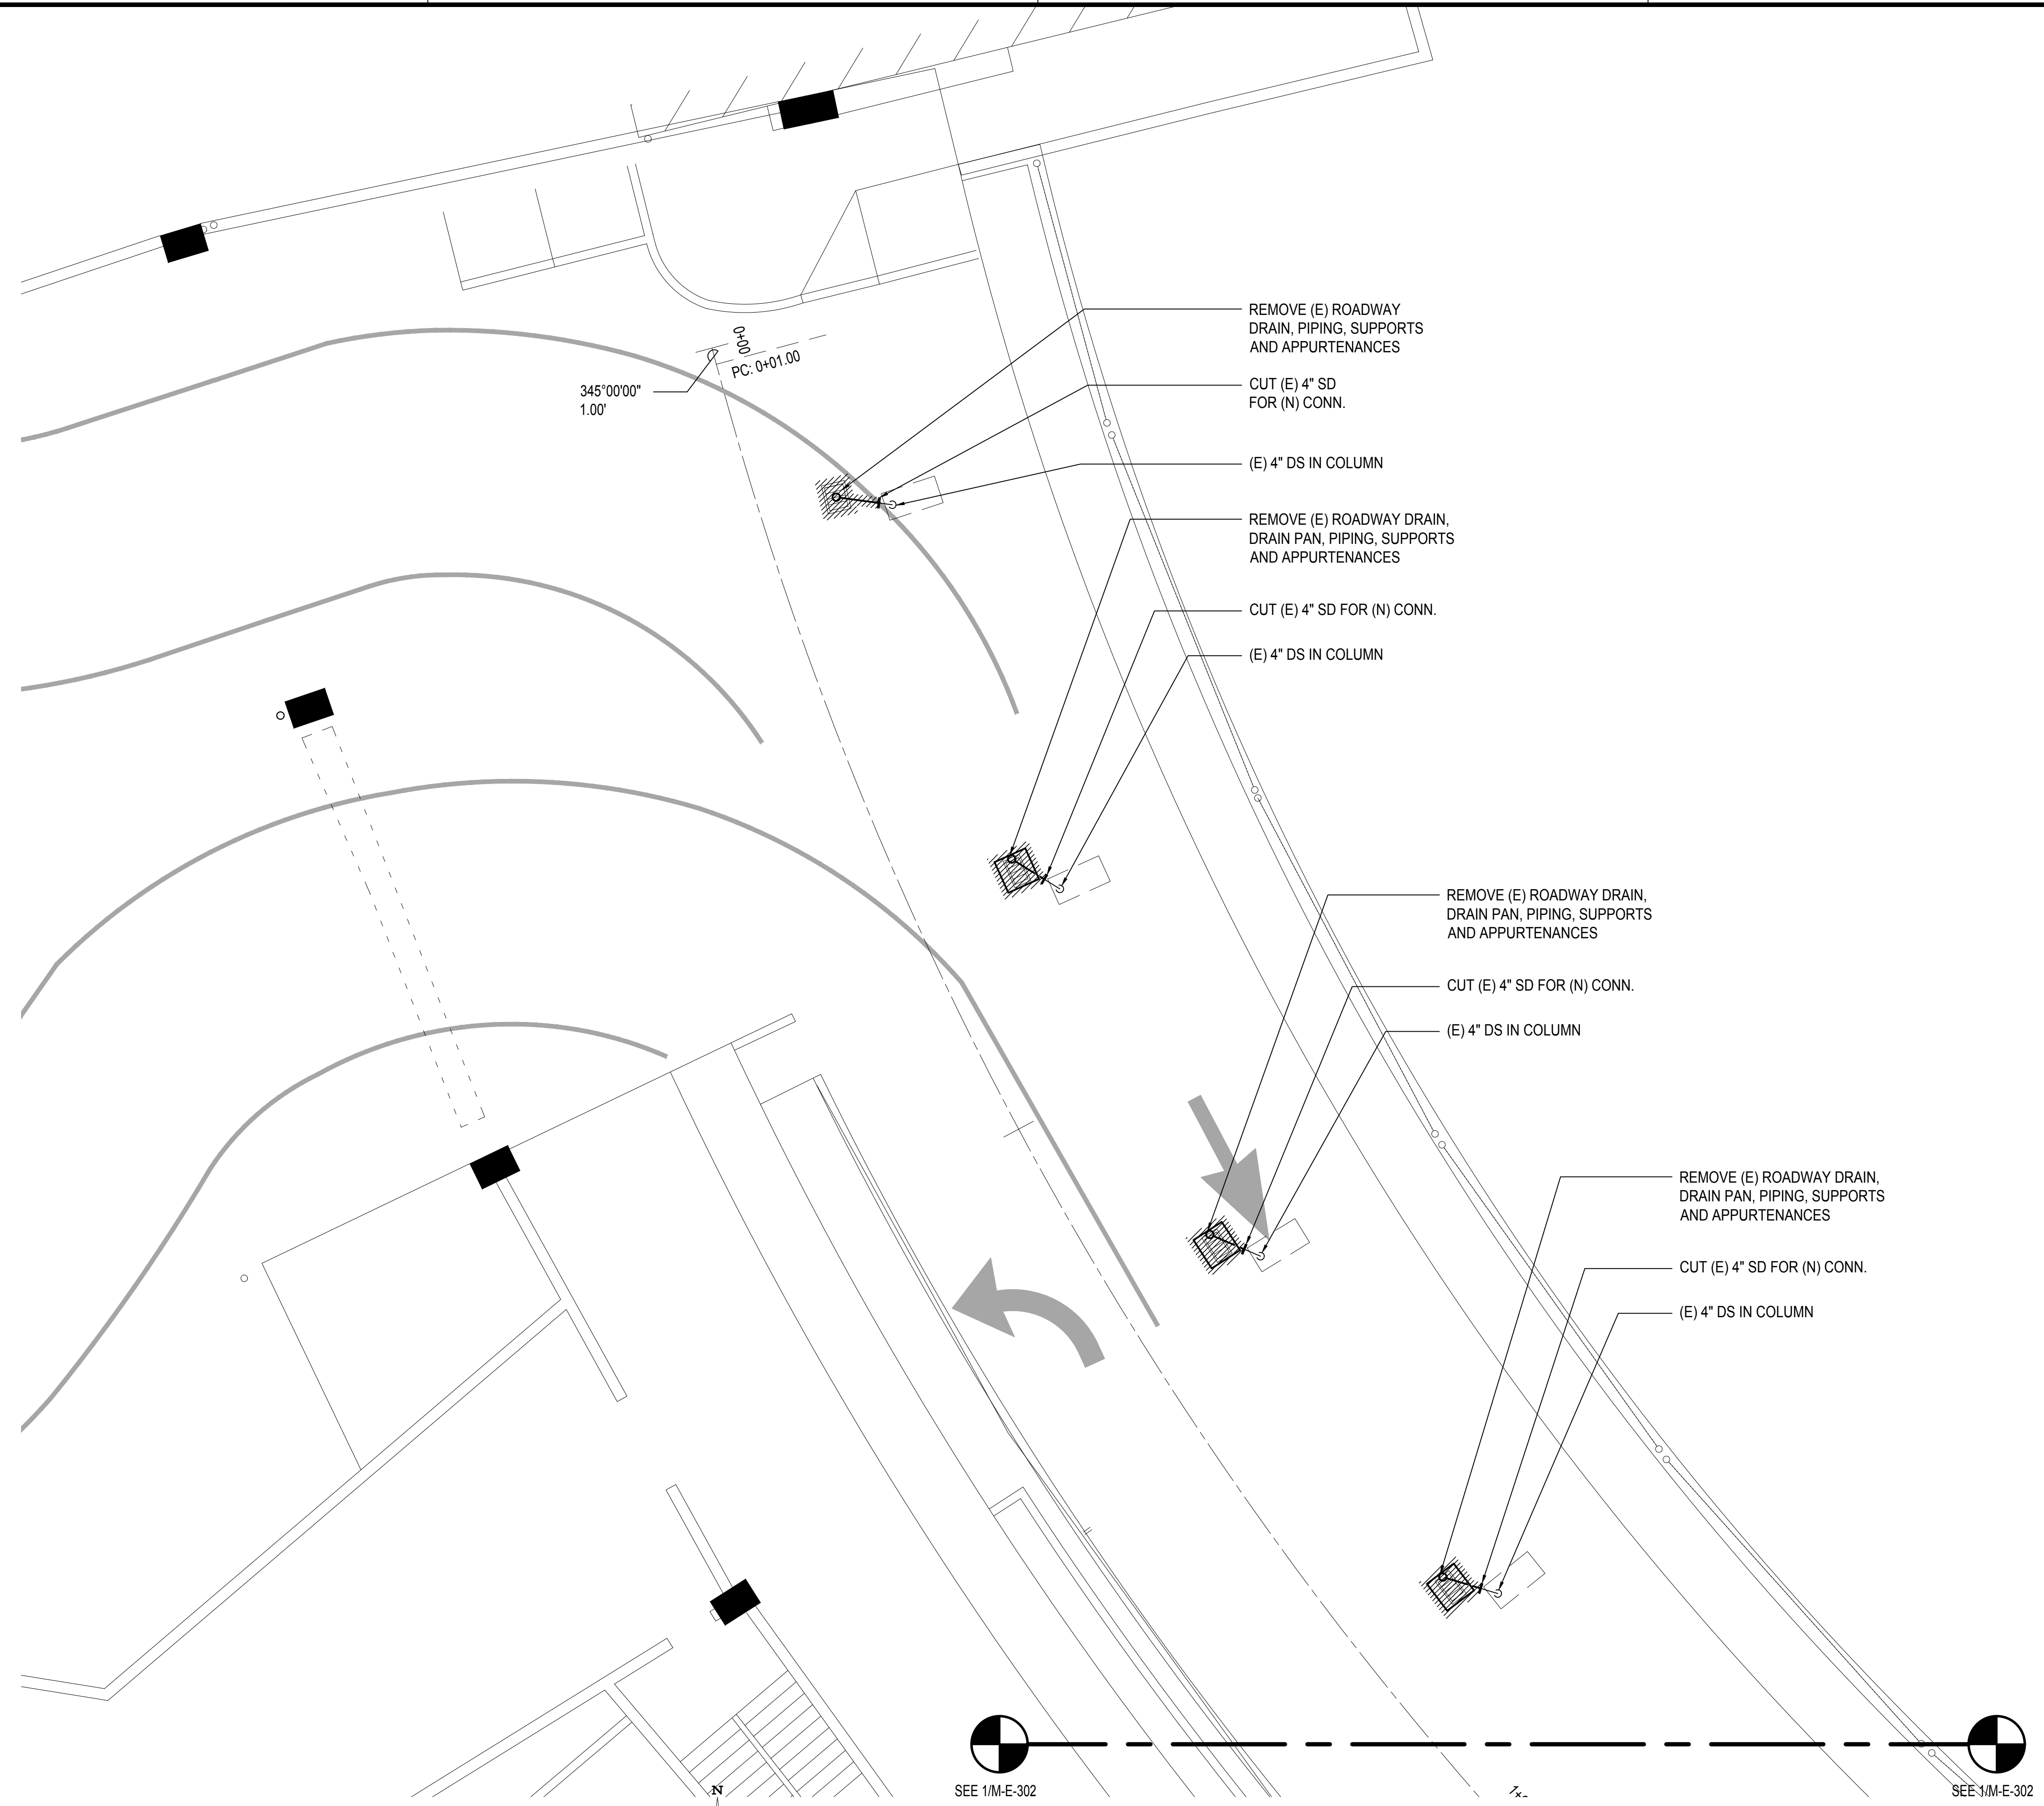 REMOVE (E) ROADWAY
DRAIN, PIPING, SUPPORTS
AND APPURTENANCES
0+00
PC: 0+01.00
345°00'00"
1.00'
CUT (E) 4" SD
FOR (N) CONN.
(E) 4" DS IN COLUMN
REMOVE (E) ROADWAY DRAIN,
DRAIN PAN, PIPING, SUPPORTS
AND APPURTENANCES
CUT (E) 4" SD FOR (N) CONN.
(E) 4" DS IN COLUMN
REMOVE (E) ROADWAY DRAIN,
DRAIN PAN, PIPING, SUPPORTS
AND APPURTENANCES
CUT (E) 4" SD FOR (N) CONN.
(E) 4" DS IN COLUMN
REMOVE (E) ROADWAY DRAIN,
DRAIN PAN, PIPING, SUPPORTS
AND APPURTENANCES
CUT (E) 4" SD FOR (N) CONN.
(E) 4" DS IN COLUMN
N
SEE 1/M-E-302
SEE 1/M-E-302